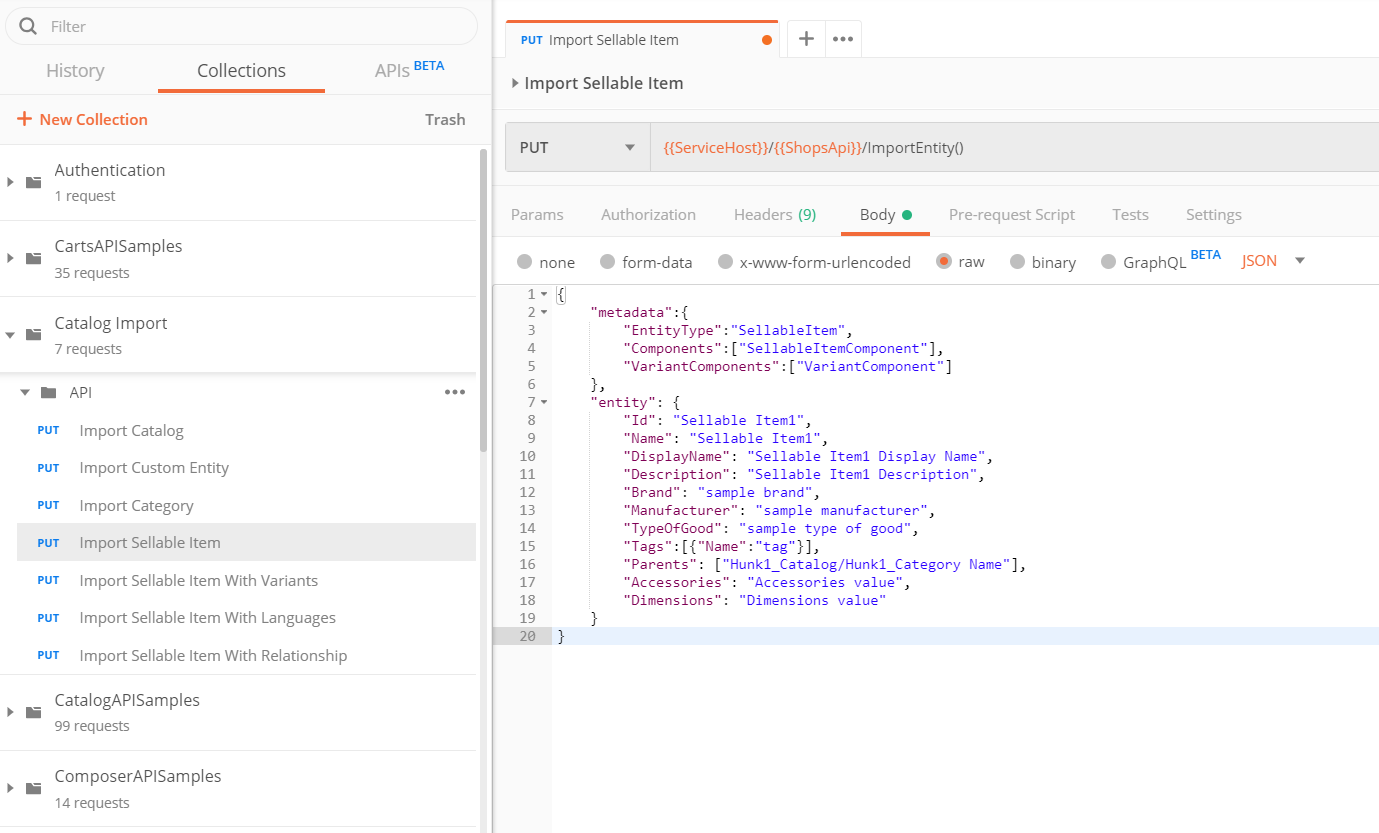 Filter
History
Collections
APIs BETA
+ New Collection
Trash
Authentication
1 request
CartsAPISamples
35 requests
Catalog Import
7 requests
API
PUT Import Catalog
PUT Import Custom Entity
PUT Import Category
PUT Import Sellable Item
PUT Import Sellable Item With Variants
PUT Import Sellable Item With Languages
PUT Import Sellable Item With Relationship
CatalogAPISamples
99 requests
ComposerAPISamples
14 requests
PUT Import Sellable Item
Import Sellable Item
PUT
{{ServiceHost}}/{{ShopsApi}}/ImportEntity()
Params Authorization Headers (9) Body Pre-request Script Tests Settings
none form-data x-www-form-urlencoded raw binary GraphQL BETA JSON
1 {
2 "metadata":{
3 "EntityType":"SellableItem",
4 "Components":["SellableItemComponent"],
5 "VariantComponents":["VariantComponent"]
6 },
7 "entity": {
8 "Id": "Sellable Item1",
9 "Name": "Sellable Item1",
10 "DisplayName": "Sellable Item1 Display Name",
11 "Description": "Sellable Item1 Description",
12 "Brand": "sample brand",
13 "Manufacturer": "sample manufacturer",
14 "TypeOfGood": "sample type of good",
15 "Tags":[{"Name":"tag"}],
16 "Parents": ["Hunk1_Catalog/Hunk1_Category Name"],
17 "Accessories": "Accessories value",
18 "Dimensions": "Dimensions value"
19 }
20 }